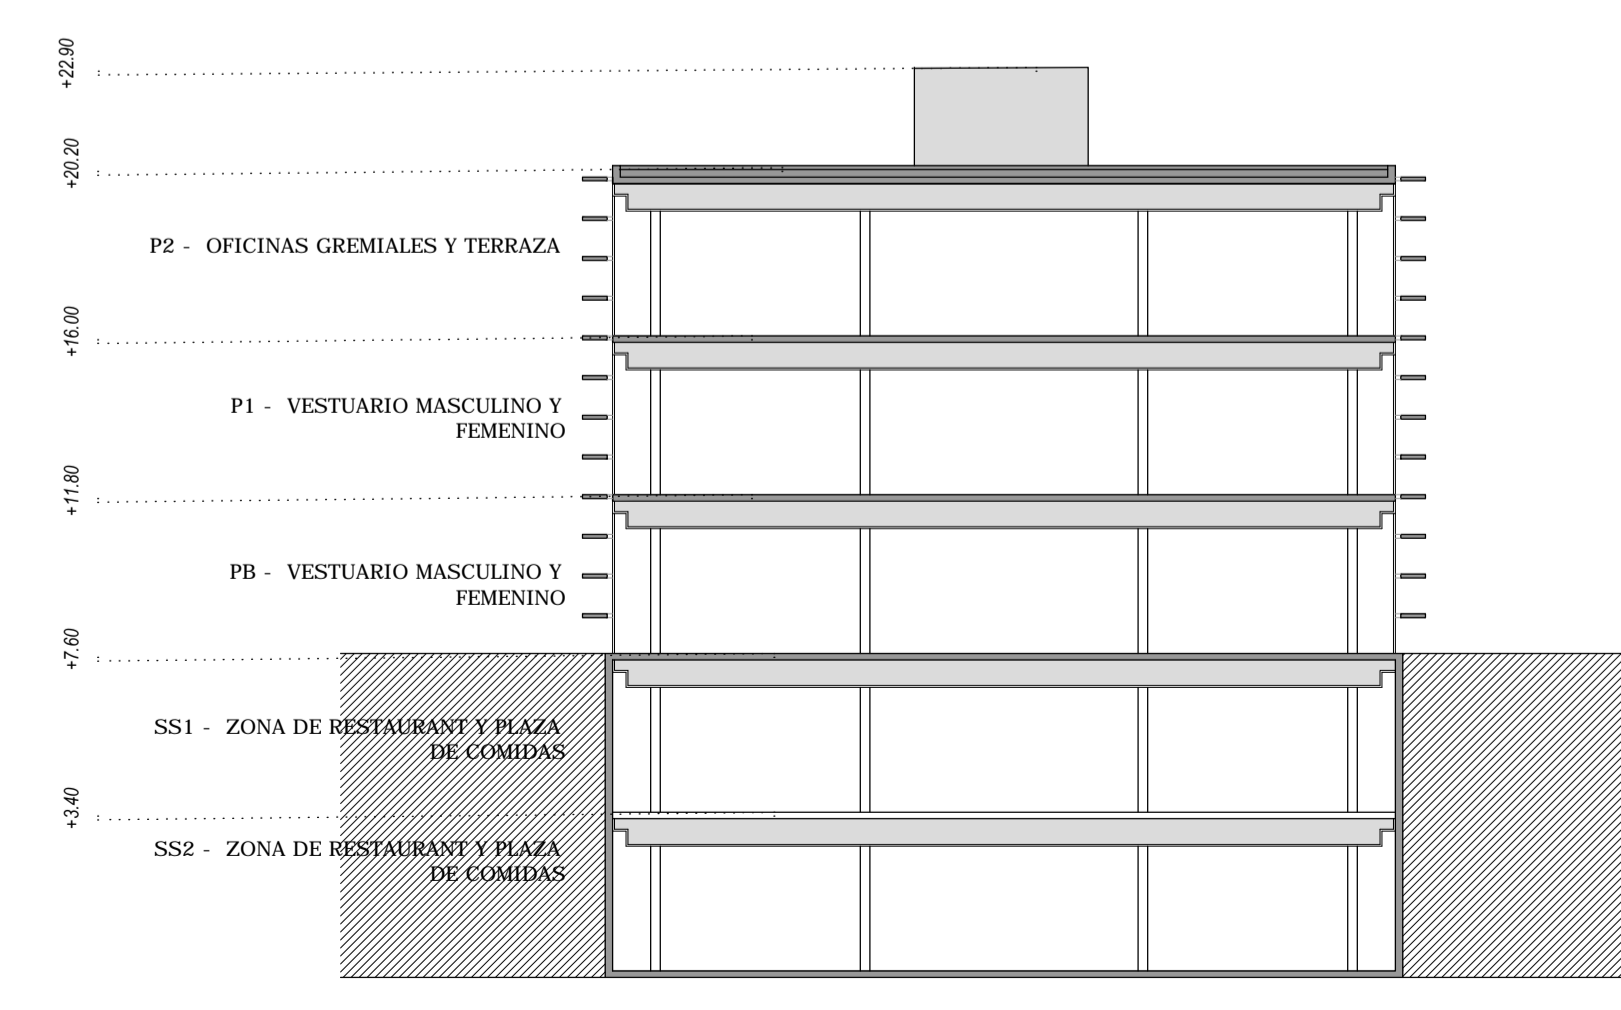 +22.90
+20.20
P2 - OFICINAS GREMIALES Y TERRAZA
+16.00
P1 - VESTUARIO MASCULINO Y
FEMENINO
+11.80
PB - VESTUARIO MASCULINO Y
FEMENINO
+7.60
SS1 - ZONA DE RESTAURANT Y PLAZA
DE COMIDAS
+3.40
SS2 - ZONA DE RESTAURANT Y PLAZA
DE COMIDAS